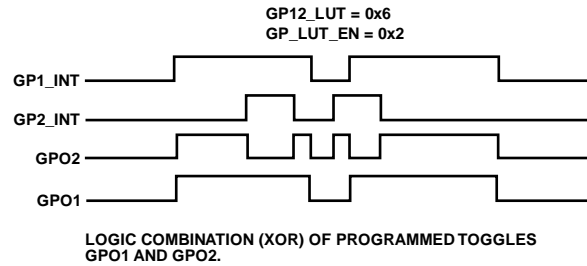 GP12_LUT = 0x6
GP_LUT_EN = 0x2
GP1_INT
GP2_INT
GPO2
GPO1
LOGIC COMBINATION (XOR) OF PROGRAMMED TOGGLES
GPO1 AND GPO2.